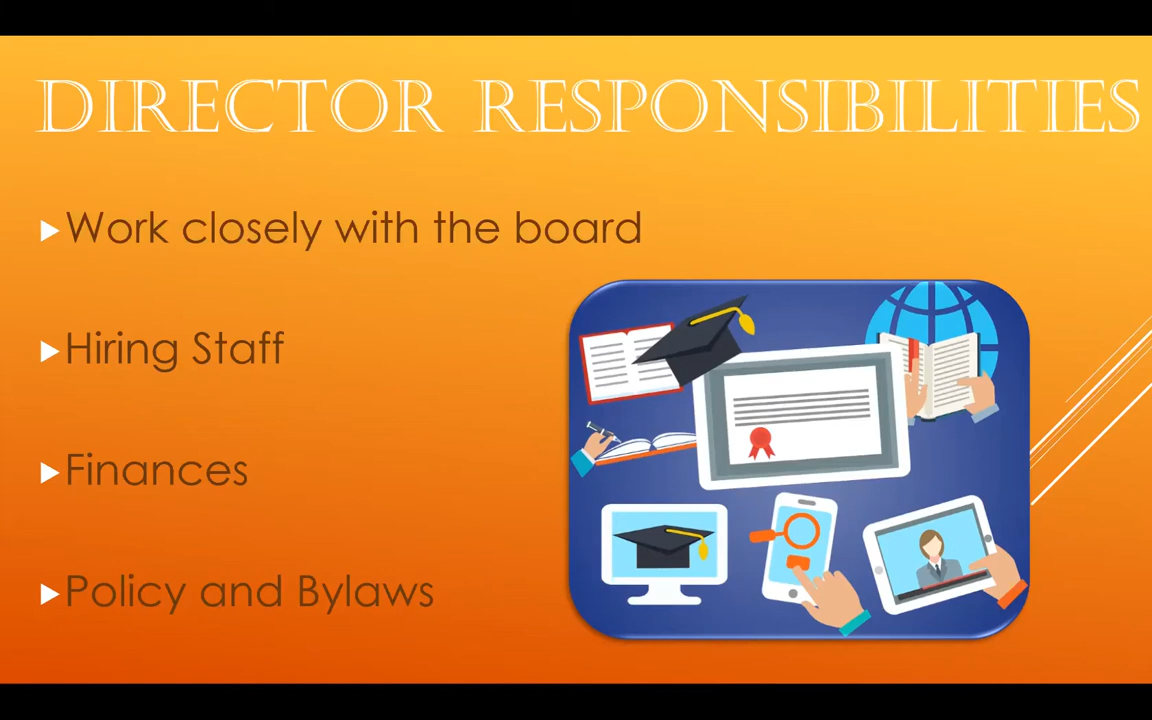 DIRECTOR RESPONSIBILITIES
Work closely with the board
Hiring Staff
Finances
Policy and Bylaws